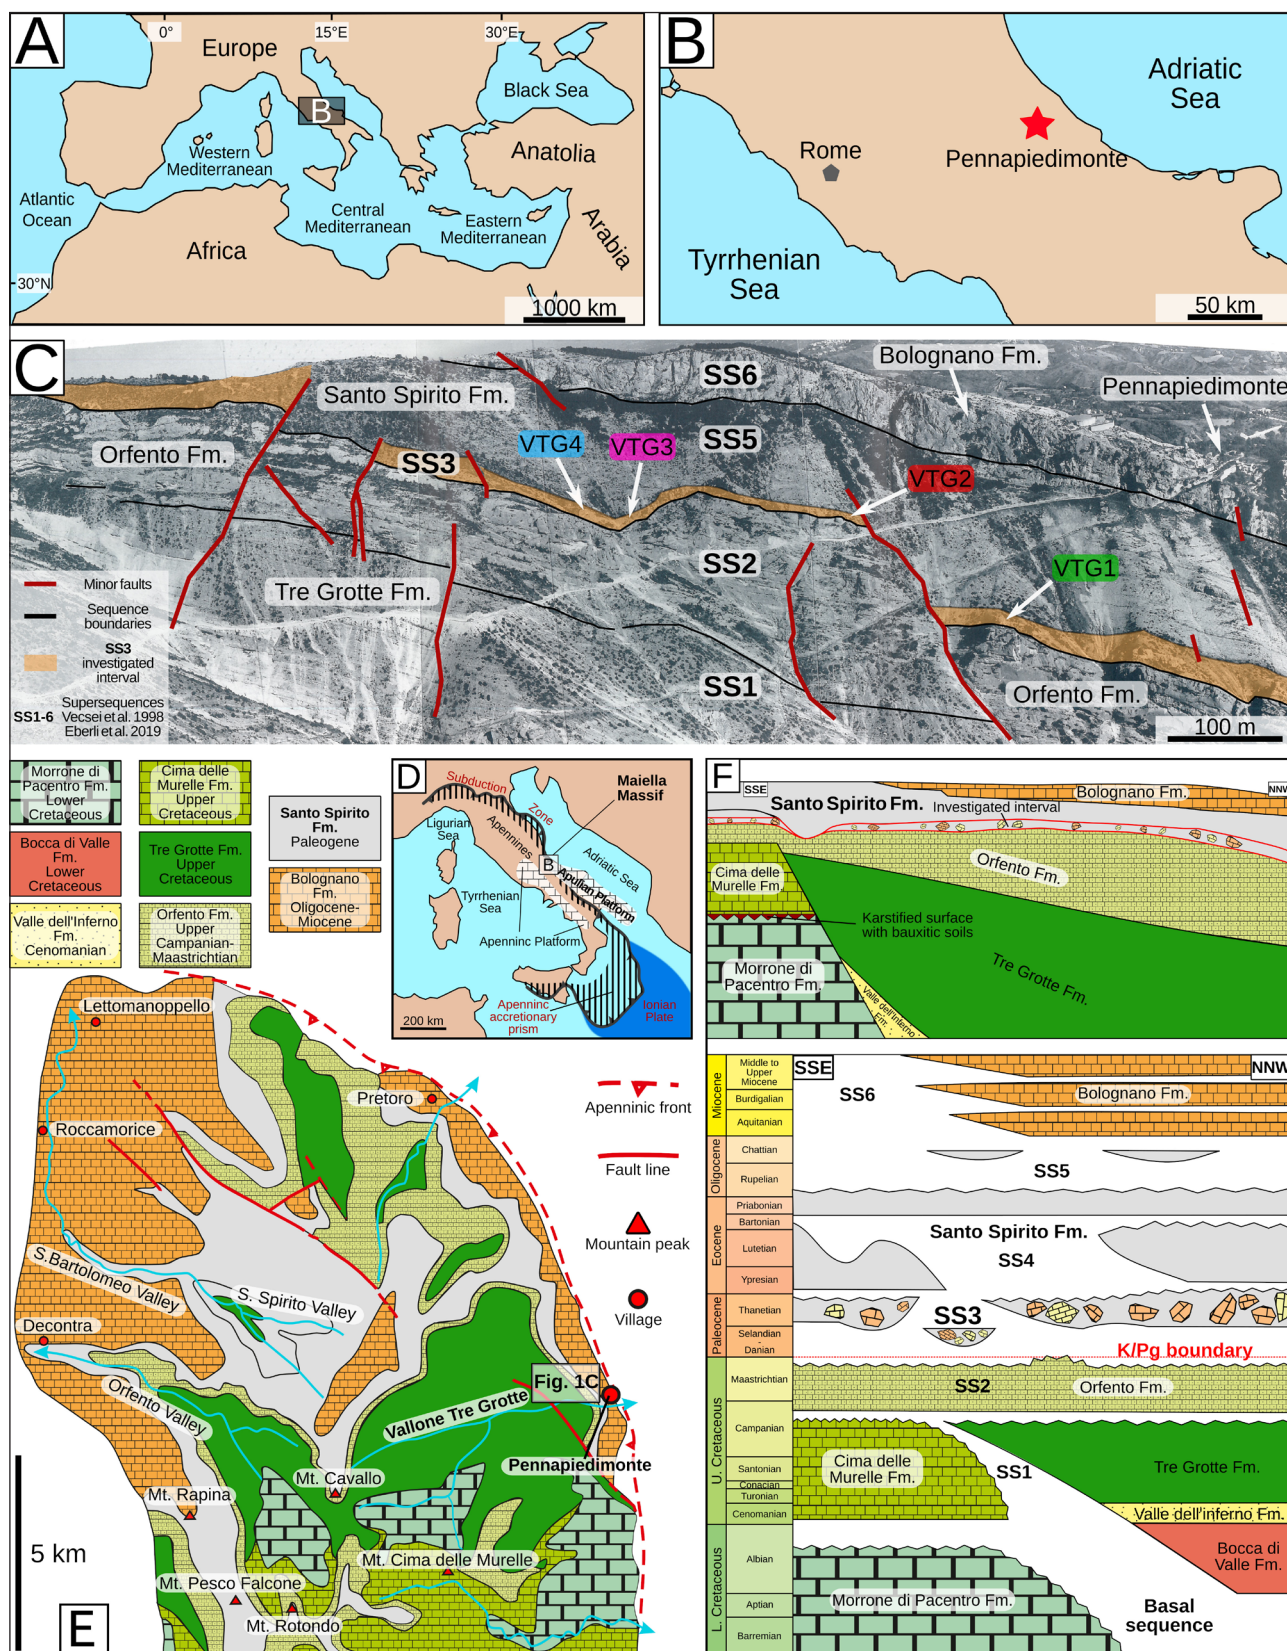 A
0°
15°E
30°E
Europe
Black Sea
B
Western
Mediterranean
Anatolia
Atlantic
Ocean
Central
Mediterranean
Eastern
Mediterranean
Arabia
Africa
30°N
1000 km
B
Adriatic
Sea
Rome
Pennapiedimonte
Tyrrhenian
Sea
50 km
C
Bolognano Fm.
SS6
Pennapiedimonte
Santo Spirito Fm.
VTG4
VTG3
SS5
Orfento Fm.
SS3
VTG2
SS2
VTG1
Minor faults
Tre Grotte Fm.
Sequence
boundaries
SS3
investigated
interval
SS1
Orfento Fm.
SS1-6
Supersequences
Vecsei et al. 1998
Eberli et al. 2019
100 m
Morrone di
Pacentro Fm.
Lower
Cretaceous
Cima delle
Murelle Fm.
Upper
Cretaceous
Santo Spirito
Fm.
Paleogene
Bocca di Valle
Fm.
Lower
Cretaceous
Tre Grotte Fm.
Upper
Cretaceous
Bolognano
Fm.
Oligocene-
Miocene
Valle dell'Inferno
Fm.
Cenomanian
Orfento Fm.
Upper
Campanian-
Maastrichtian
D
Subduction
Zone
Maiella
Massif
Ligurian
Sea
Apennines
B
Adriatic Sea
Apulian Platform
Tyrrhenian
Sea
Apenninc Platform
Apenninc
accretionary
prism
Ionian
Plate
200 km
F
SSE
NNW
Bolognano Fm.
Santo Spirito Fm.
Investigated interval
Orfento Fm.
Cima delle
Murelle Fm.
Karstified surface
with bauxitic soils
Tre Grotte Fm.
Morrone di
Pacentro Fm.
Valle dell'Inferno
Fm.
Lettomanoppello
Pretoro
Roccamorice
Apenninic front
Fault line
Mountain peak
Village
S.Bartolomeo Valley
S. Spirito Valley
Decontra
Orfento Valley
Vallone Tre Grotte
Fig. 1C
Pennapiedimonte
Mt. Cavallo
Mt. Rapina
5 km
Mt. Cima delle Murelle
Mt. Pesco Falcone
Mt. Rotondo
E
SSE
NNW
Miocene
Middle to
Upper
Miocene
Burdigalian
Aquitanian
SS6
Bolognano Fm.
Oligocene
Chattian
Rupelian
SS5
Eocene
Priabonian
Bartonian
Lutetian
Ypresian
Santo Spirito Fm.
SS4
Paleocene
Thanetian
Selandian
-
Danian
SS3
K/Pg boundary
U. Cretaceous
Maastrichtian
Campanian
Santonian
Conacian
Turonian
Cenomanian
SS2
Orfento Fm.
Cima delle
Murelle Fm.
SS1
Tre Grotte Fm.
Valle dell'inferno Fm.
L. Cretaceous
Albian
Aptian
Barremian
Bocca di
Valle Fm.
Morrone di Pacentro Fm.
Basal
sequence